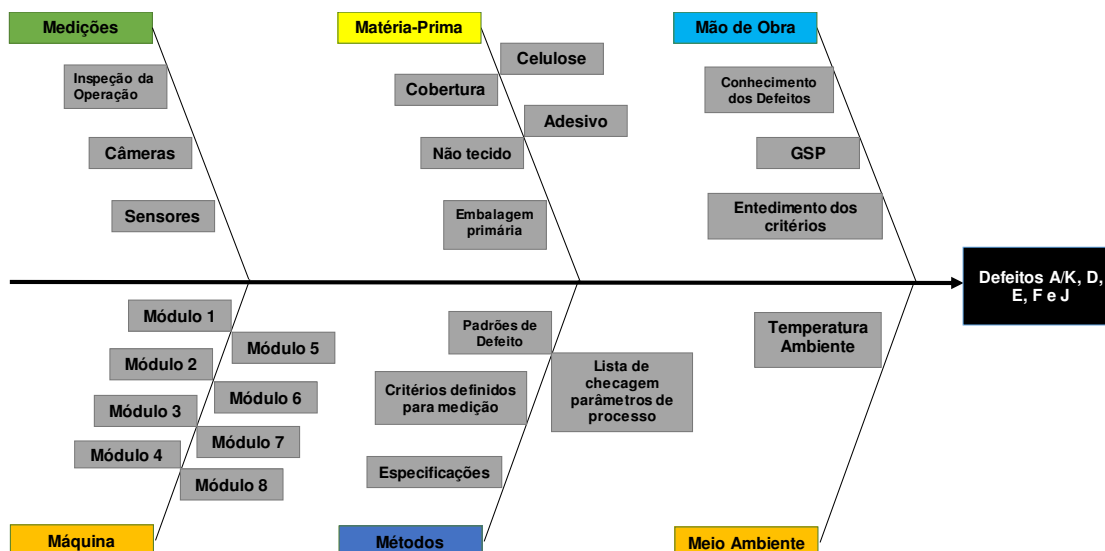 Medições
Matéria-Prima
Mão de Obra
Inspeção da
Operação
Câmeras
Sensores
Celulose
Cobertura
Adesivo
Não tecido
Embalagem
primária
Conhecimento
dos Defeitos
GSP
Entedimento dos
critérios
Defeitos A/K, D,
E, F e J
Módulo 1
Módulo 5
Módulo 2
Módulo 6
Módulo 3
Módulo 7
Módulo 4
Módulo 8
Padrões de
Defeito
Lista de
checagem
parâmetros de
processo
Critérios definidos
para medição
Especificações
Temperatura
Ambiente
Máquina
Métodos
Meio Ambiente